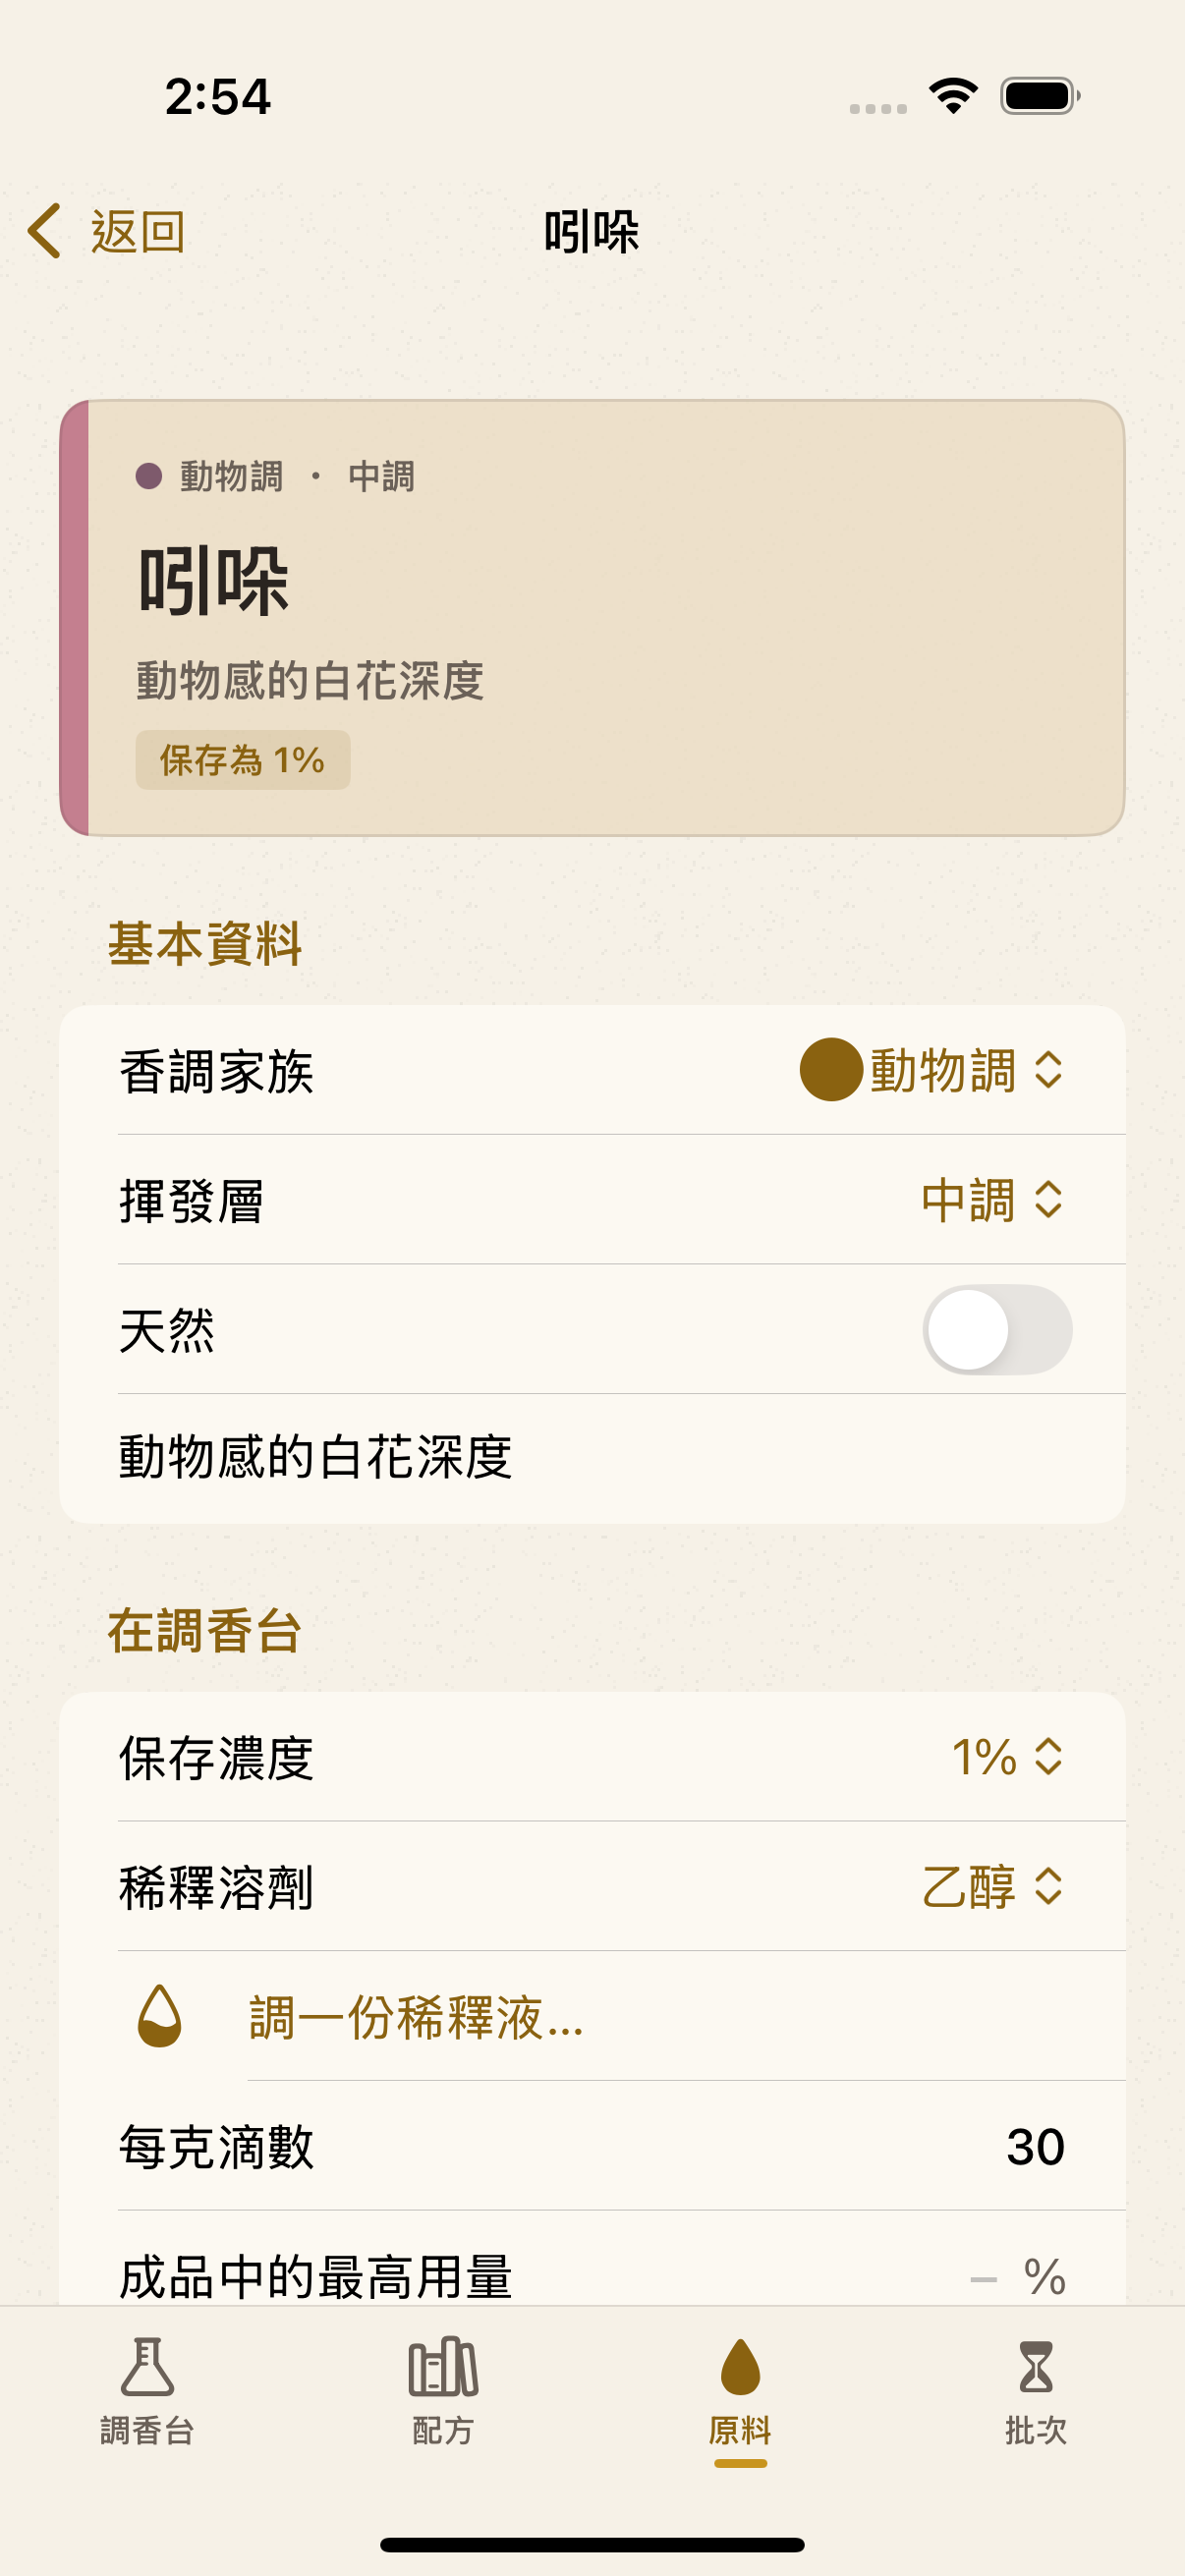 2:54
返回
吲哚
動物調 · 中調
吲哚
動物感的白花深度
保存為 1%
基本資料
香調家族 動物調
揮發層 中調
天然
動物感的白花深度
在調香台
保存濃度 1%
稀釋溶劑 乙醇
調一份稀釋液…
每克滴數 30
成品中的最高用量 – %
調香台 配方 原料 批次